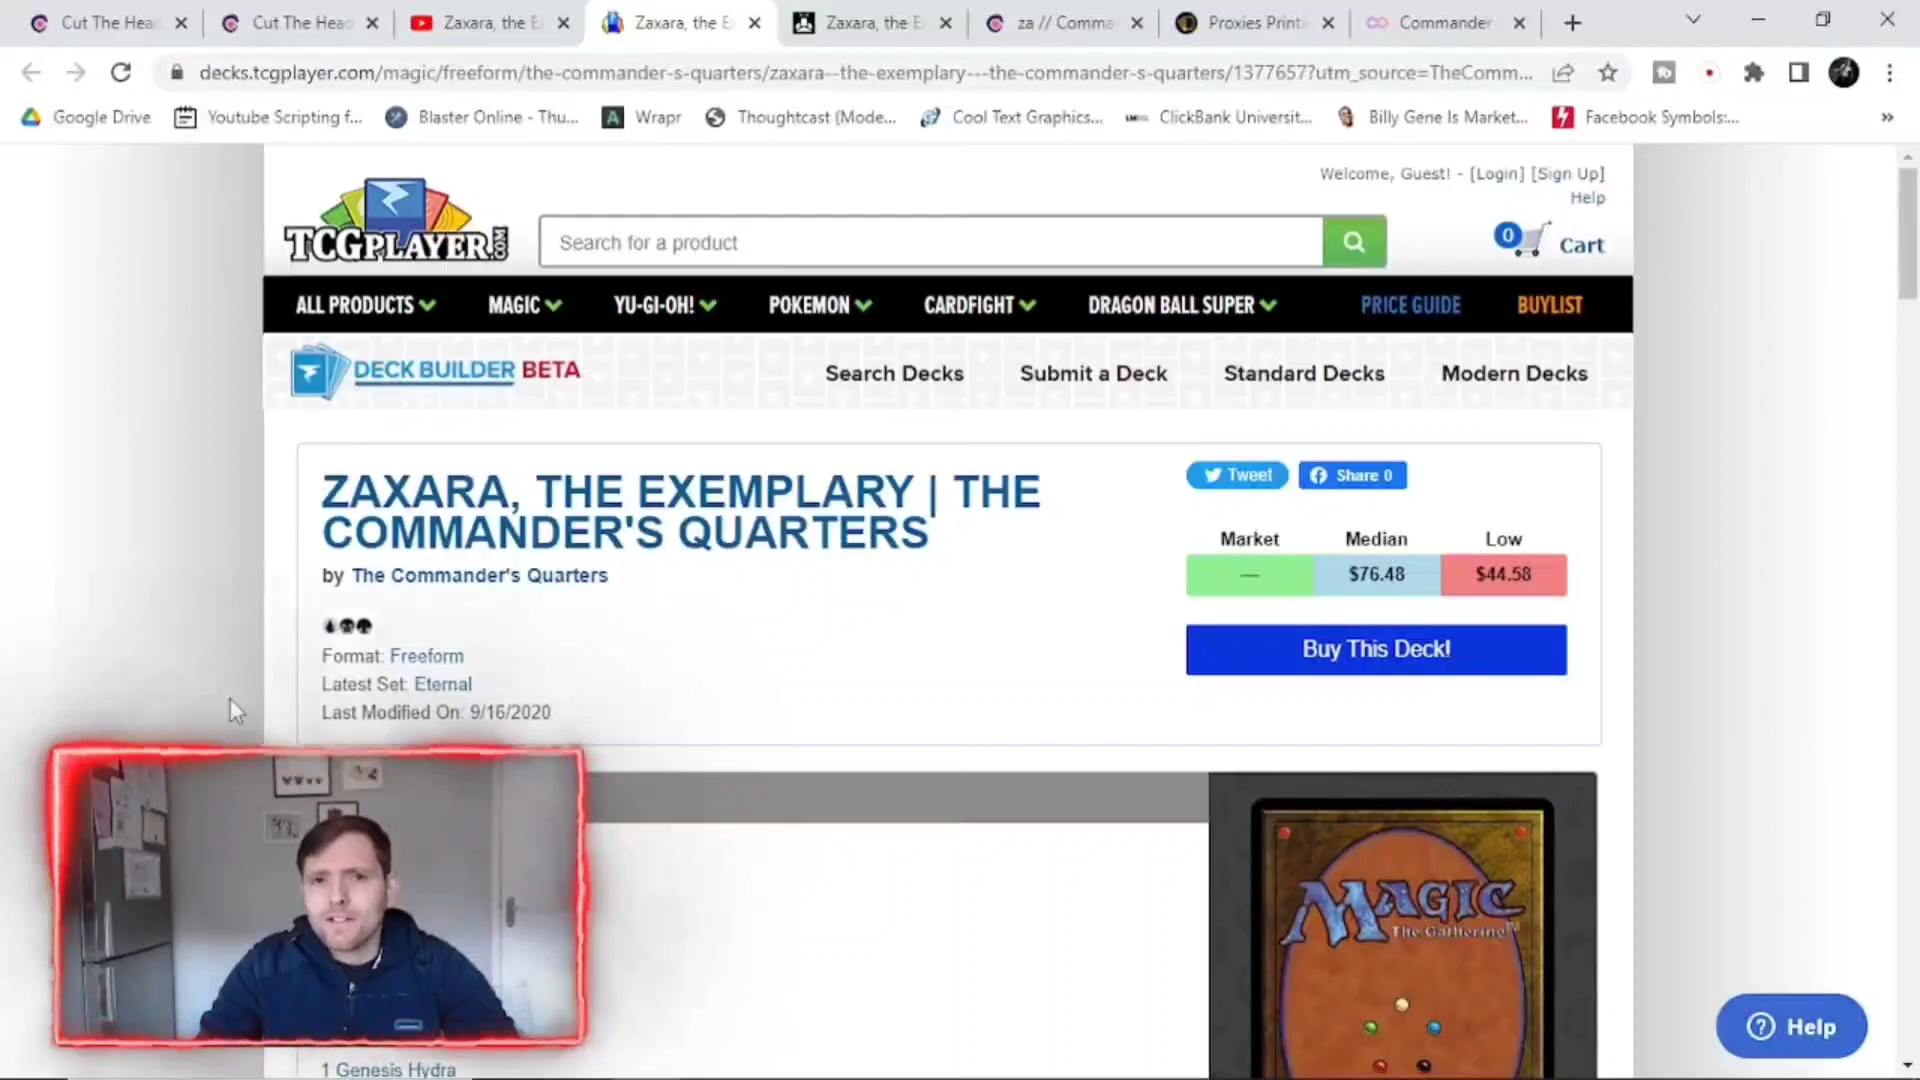 Cut The Hea
Cut The Head
Zaxara, the E
Zaxara, the E
Zaxara, the E
za // Comma
Proxies Printi
Commander
decks.tcgplayer.com/magic/freeform/the-commander-s-quarters/zaxara--the-exemplary---the-commander-s-quarters/1377657?utm_source=TheComm...
Google Drive
Youtube Scripting f...
Blaster Online - Thu...
Wrapr
Thoughtcast (Mode...
Cool Text Graphics...
ClickBank Universit...
Billy Gene Is Market...
Facebook Symbols:...
»
Welcome, Guest! - [Login] [Sign Up]
Help
TCGPLAYER.COM
Search for a product
0 Cart
ALL PRODUCTS
MAGIC
YU-GI-OH!
POKEMON
CARDFIGHT
DRAGON BALL SUPER
PRICE GUIDE
BUYLIST
DECK BUILDER BETA
Search Decks
Submit a Deck
Standard Decks
Modern Decks
ZAXARA, THE EXEMPLARY | THE
COMMANDER'S QUARTERS
by The Commander's Quarters
Format: Freeform
Latest Set: Eternal
Last Modified On: 9/16/2020
Tweet
Share 0
Market Median Low
— $76.48 $44.58
Buy This Deck!
MAGIC
The Gathering™
Help
1 Genesis Hydra